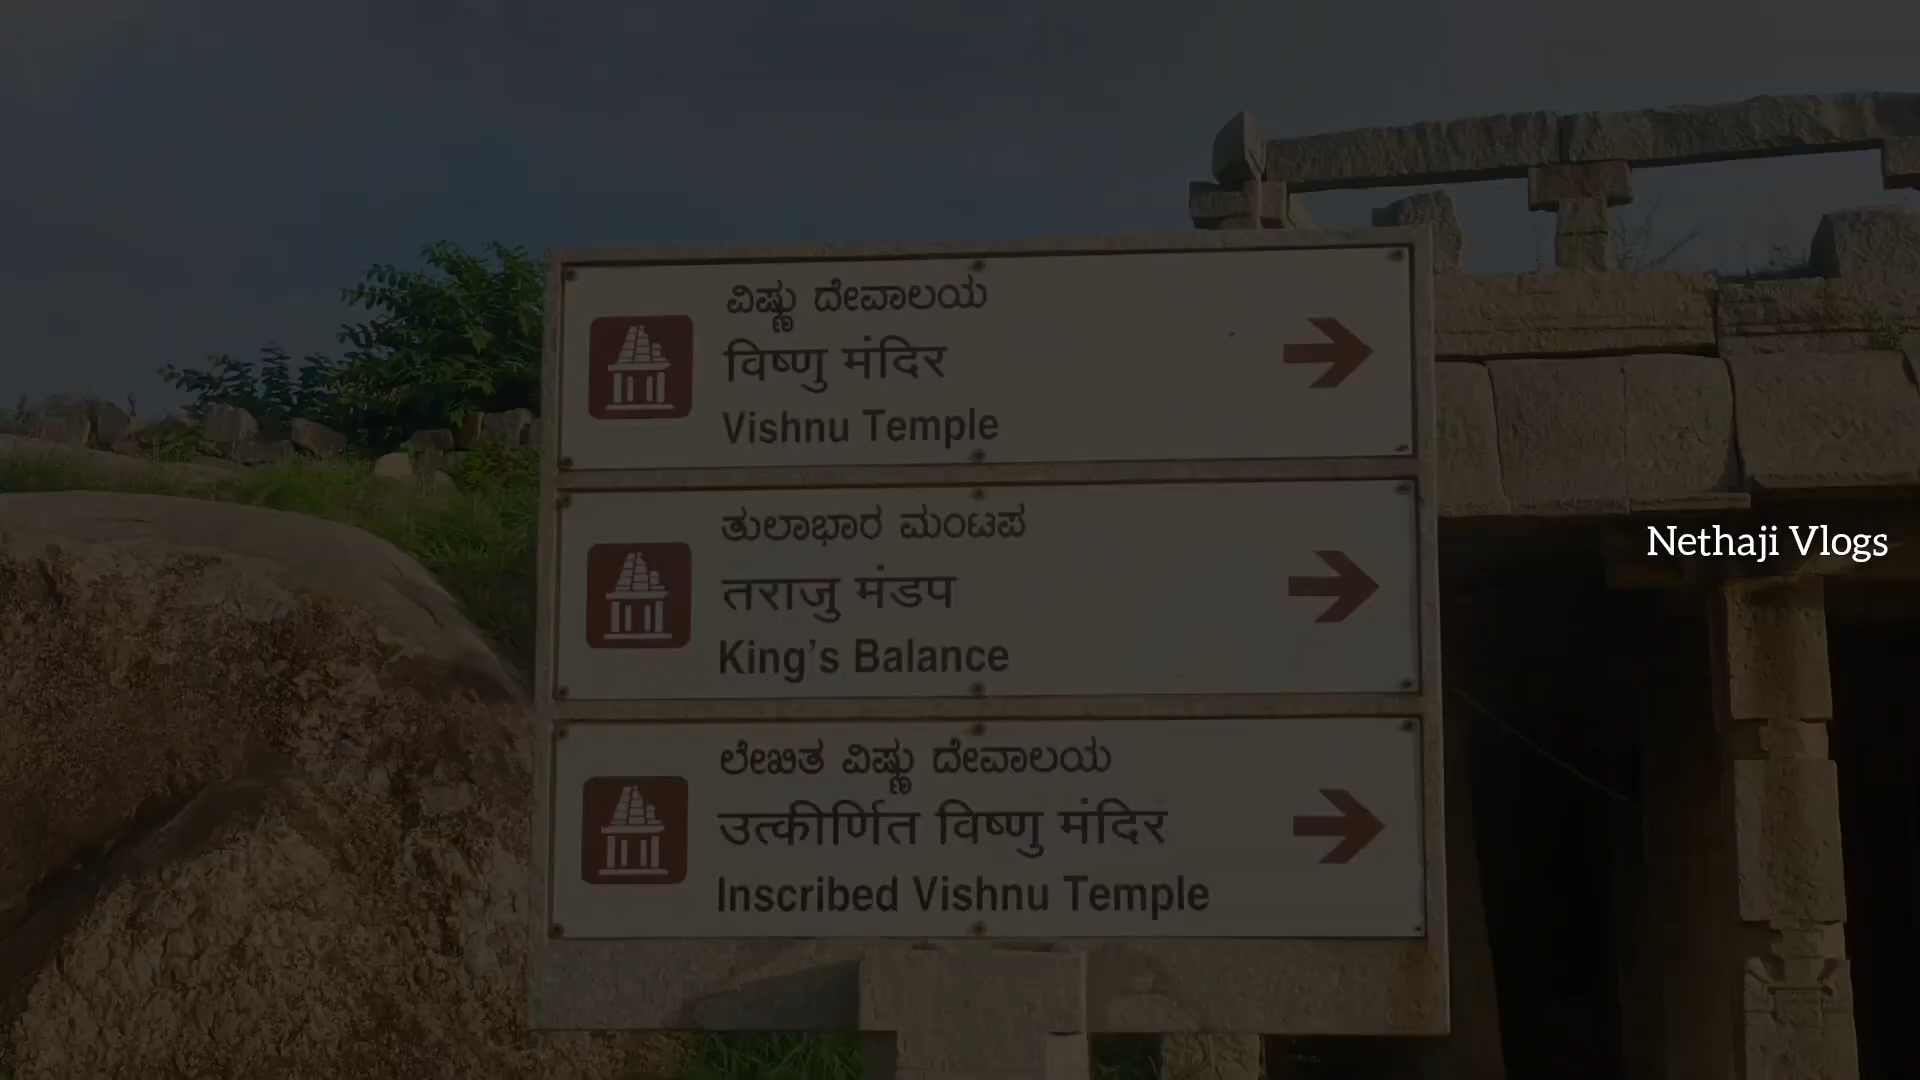 ವಿಷ್ಣು ದೇವಾಲಯ
विष्णु मंदिर
Vishnu Temple
ತುಲಾಭಾರ ಮಂಟಪ
तराजु मंडप
King's Balance
ಲೇಖಿತ ವಿಷ್ಣು ದೇವಾಲಯ
उत्कीर्णित विष्णु मंदिर
Inscribed Vishnu Temple
Nethaji Vlogs